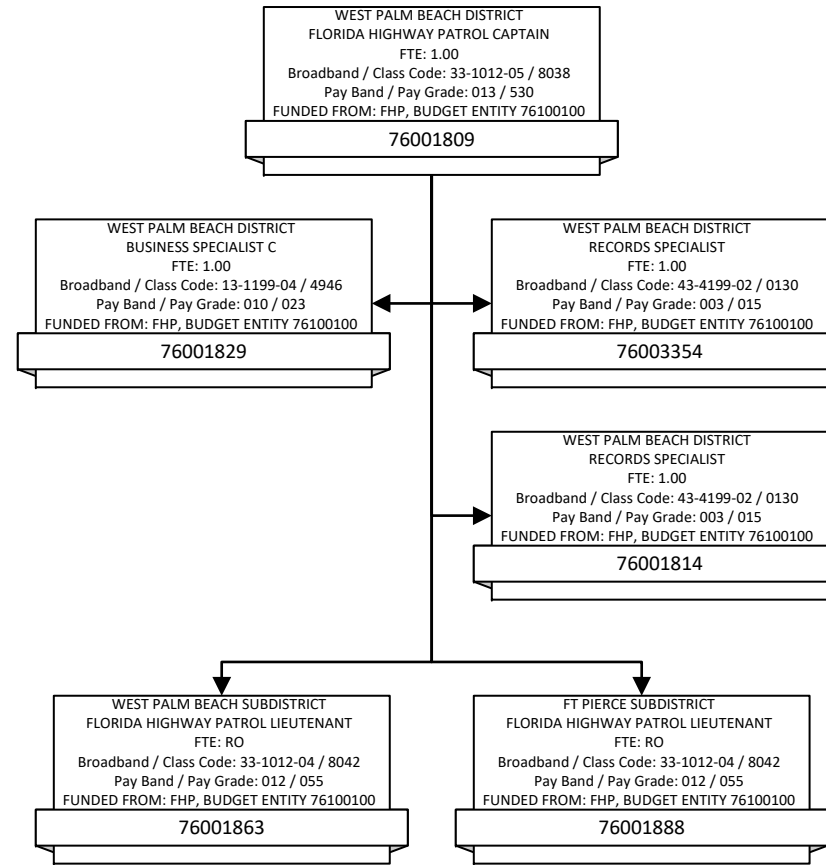 WEST PALM BEACH DISTRICT
FLORIDA HIGHWAY PATROL CAPTAIN
FTE: 1.00
Broadband / Class Code: 33-1012-05 / 8038
Pay Band / Pay Grade: 013 / 530
FUNDED FROM: FHP, BUDGET ENTITY 76100100
76001809
WEST PALM BEACH DISTRICT
BUSINESS SPECIALIST C
FTE: 1.00
Broadband / Class Code: 13-1199-04 / 4946
Pay Band / Pay Grade: 010 / 023
FUNDED FROM: FHP, BUDGET ENTITY 76100100
76001829
WEST PALM BEACH DISTRICT
RECORDS SPECIALIST
FTE: 1.00
Broadband / Class Code: 43-4199-02 / 0130
Pay Band / Pay Grade: 003 / 015
FUNDED FROM: FHP, BUDGET ENTITY 76100100
76003354
WEST PALM BEACH DISTRICT
RECORDS SPECIALIST
FTE: 1.00
Broadband / Class Code: 43-4199-02 / 0130
Pay Band / Pay Grade: 003 / 015
FUNDED FROM: FHP, BUDGET ENTITY 76100100
76001814
WEST PALM BEACH SUBDISTRICT
FLORIDA HIGHWAY PATROL LIEUTENANT
FTE: RO
Broadband / Class Code: 33-1012-04 / 8042
Pay Band / Pay Grade: 012 / 055
FUNDED FROM: FHP, BUDGET ENTITY 76100100
76001863
FT PIERCE SUBDISTRICT
FLORIDA HIGHWAY PATROL LIEUTENANT
FTE: RO
Broadband / Class Code: 33-1012-04 / 8042
Pay Band / Pay Grade: 012 / 055
FUNDED FROM: FHP, BUDGET ENTITY 76100100
76001888